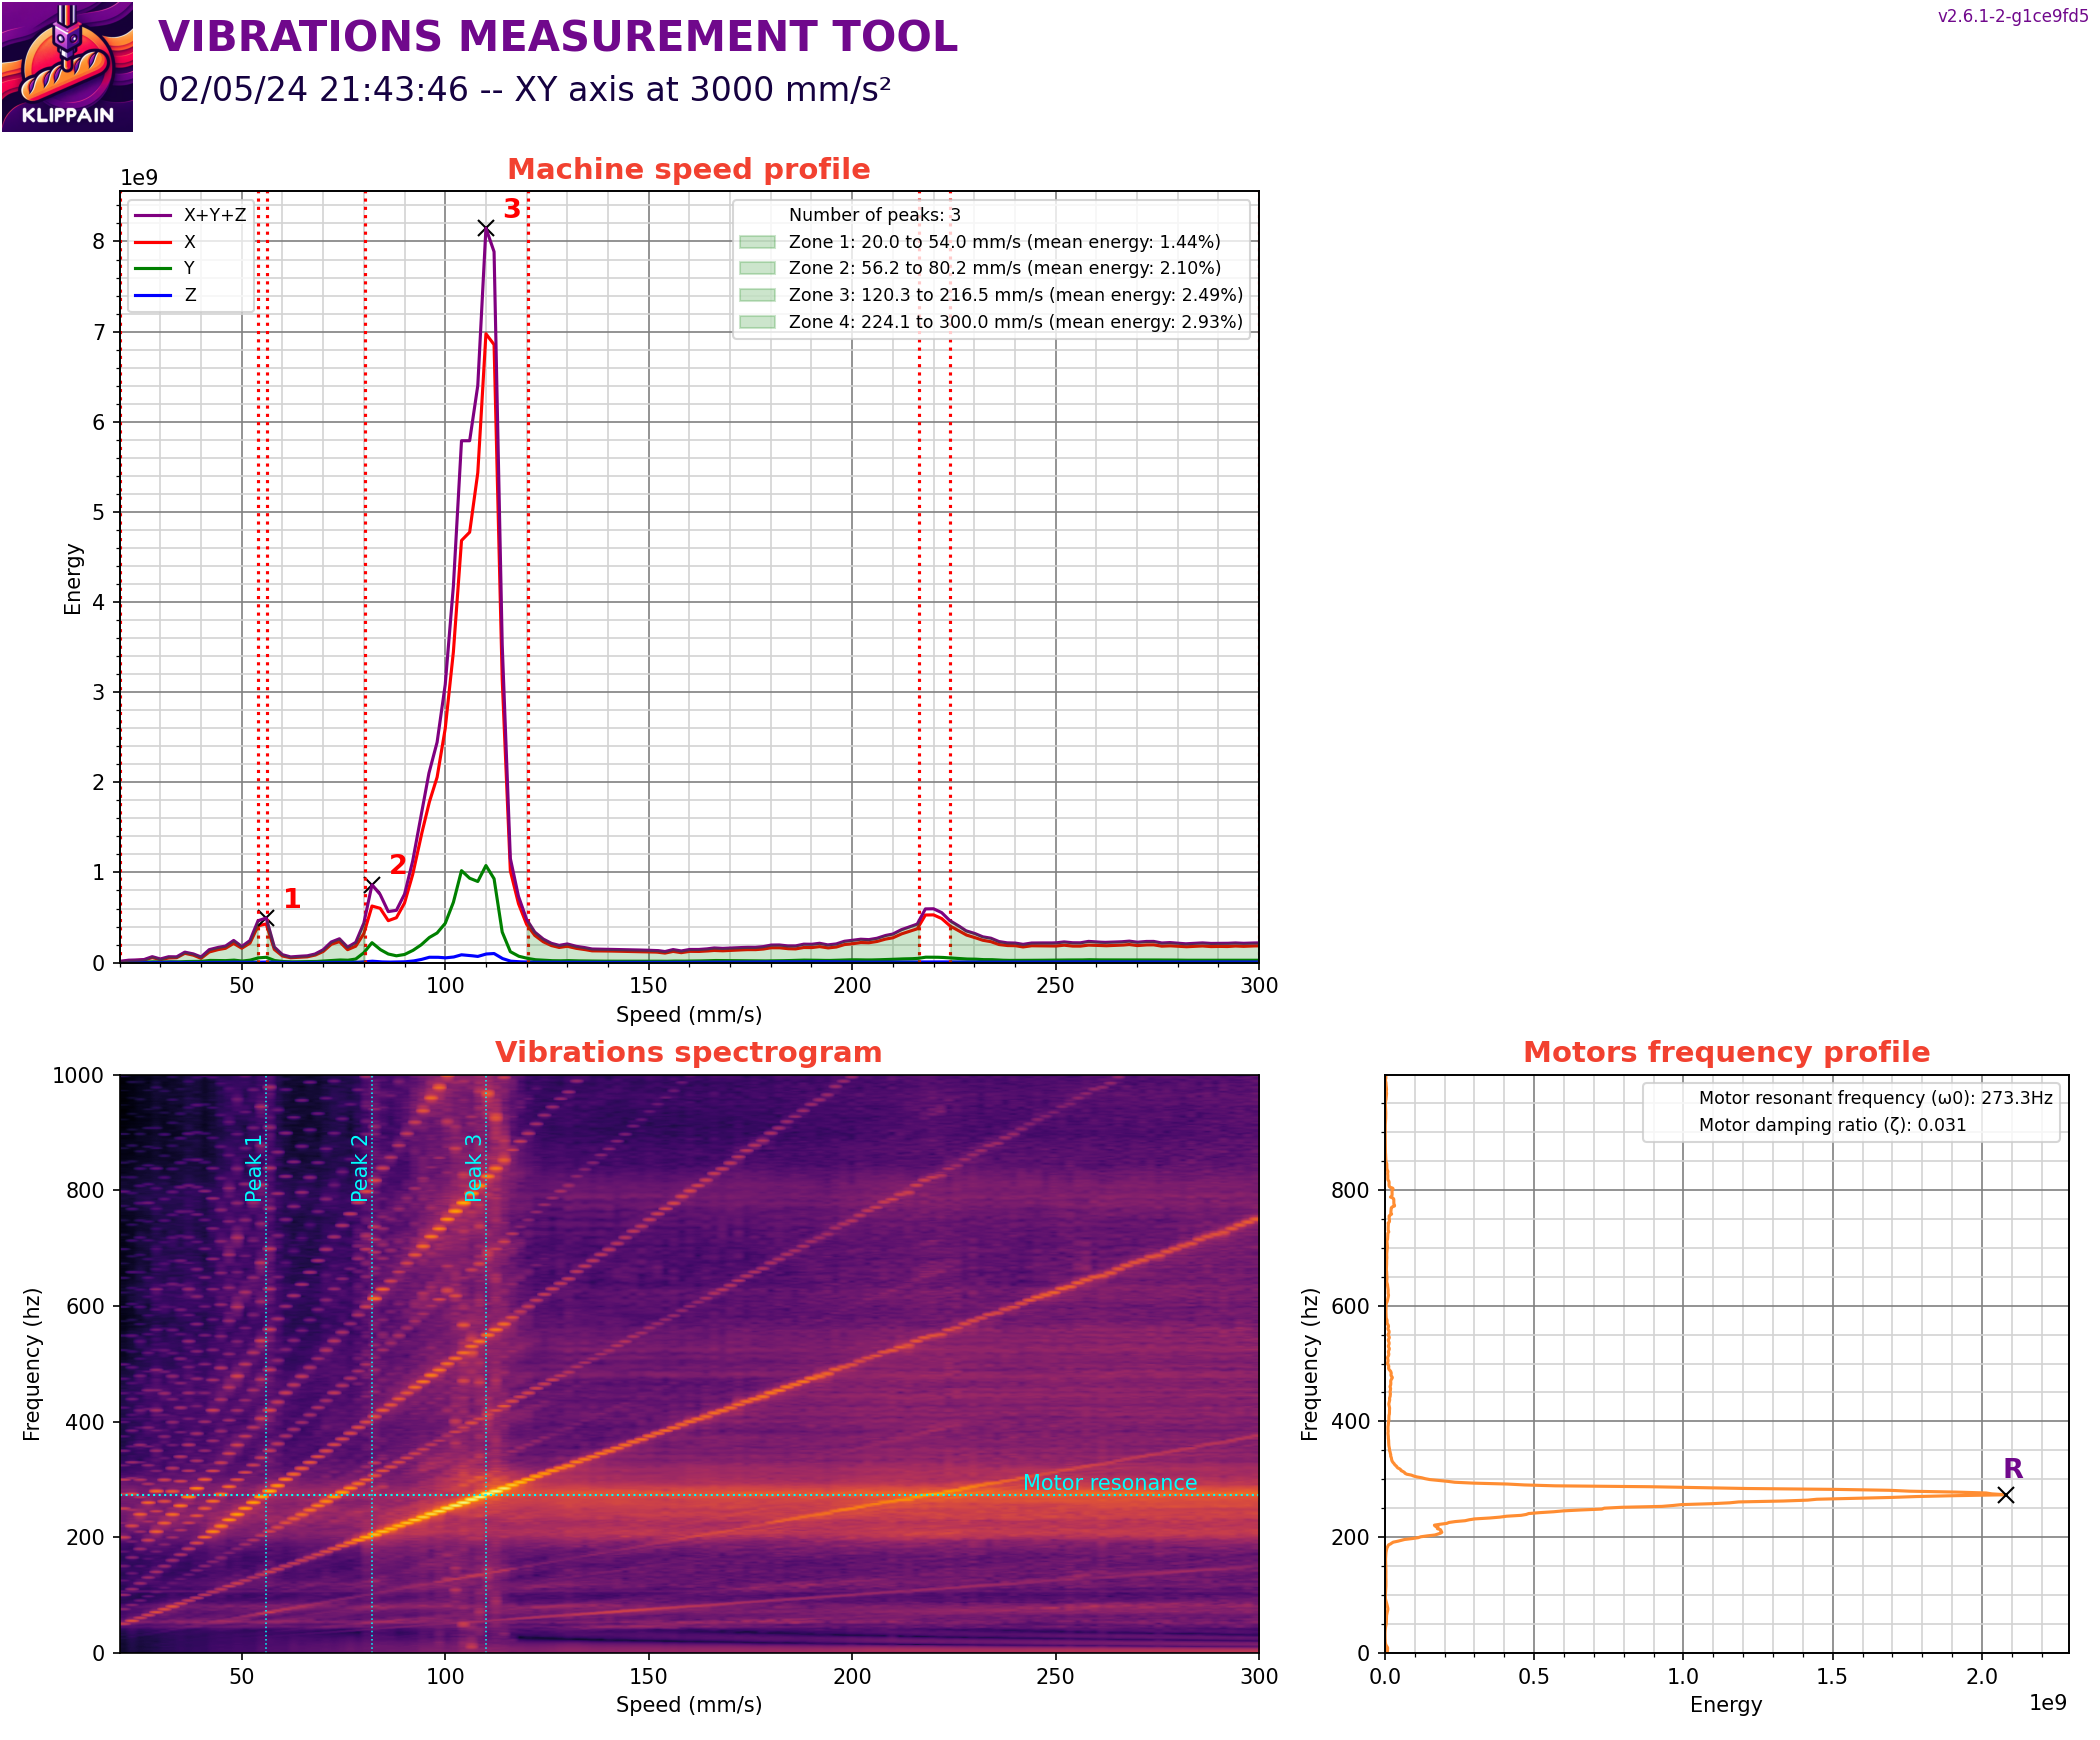 KLIPPAIN
VIBRATIONS MEASUREMENT TOOL
02/05/24 21:43:46 -- XY axis at 3000 mm/s²
v2.6.1-2-g1ce9fd5
Machine speed profile
1e9
X+Y+Z
X
Y
Z
3
Number of peaks: 3
Zone 1: 20.0 to 54.0 mm/s (mean energy: 1.44%)
Zone 2: 56.2 to 80.2 mm/s (mean energy: 2.10%)
Zone 3: 120.3 to 216.5 mm/s (mean energy: 2.49%)
Zone 4: 224.1 to 300.0 mm/s (mean energy: 2.93%)
8
7
6
5
4
3
2
1
0
Energy
2
1
50 100 150 200 250 300
Speed (mm/s)
Vibrations spectrogram
1000
800
600
400
200
0
Frequency (hz)
Peak 1
Peak 2
Peak 3
Motor resonance
50 100 150 200 250 300
Speed (mm/s)
Motors frequency profile
Motor resonant frequency (ω0): 273.3Hz
Motor damping ratio (ζ): 0.031
800
600
400
200
0
Frequency (hz)
R
0.0 0.5 1.0 1.5 2.0
Energy
1e9